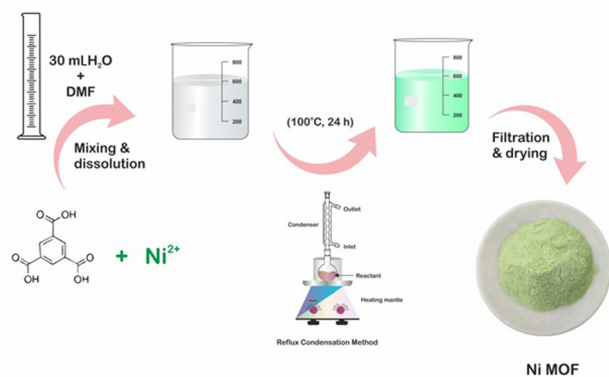 30 mLH₂O
+
DMF
Mixing &
dissolution
800
600
400
200
(100°C, 24 h)
800
600
400
200
Filtration
& drying
O
OH
O
OH
O
OH
+ Ni²⁺
Condenser
Outlet
Inlet
Reactant
Heating mantle
Reflux Condensation Method
Ni MOF